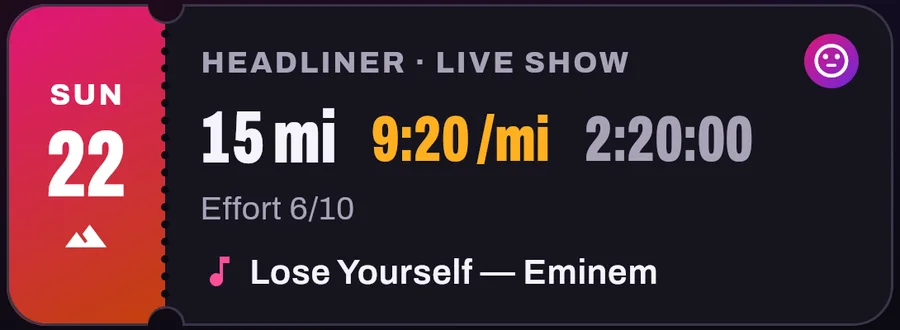 SUN
22
HEADLINER · LIVE SHOW
15 mi 9:20 /mi 2:20:00
Effort 6/10
Lose Yourself — Eminem